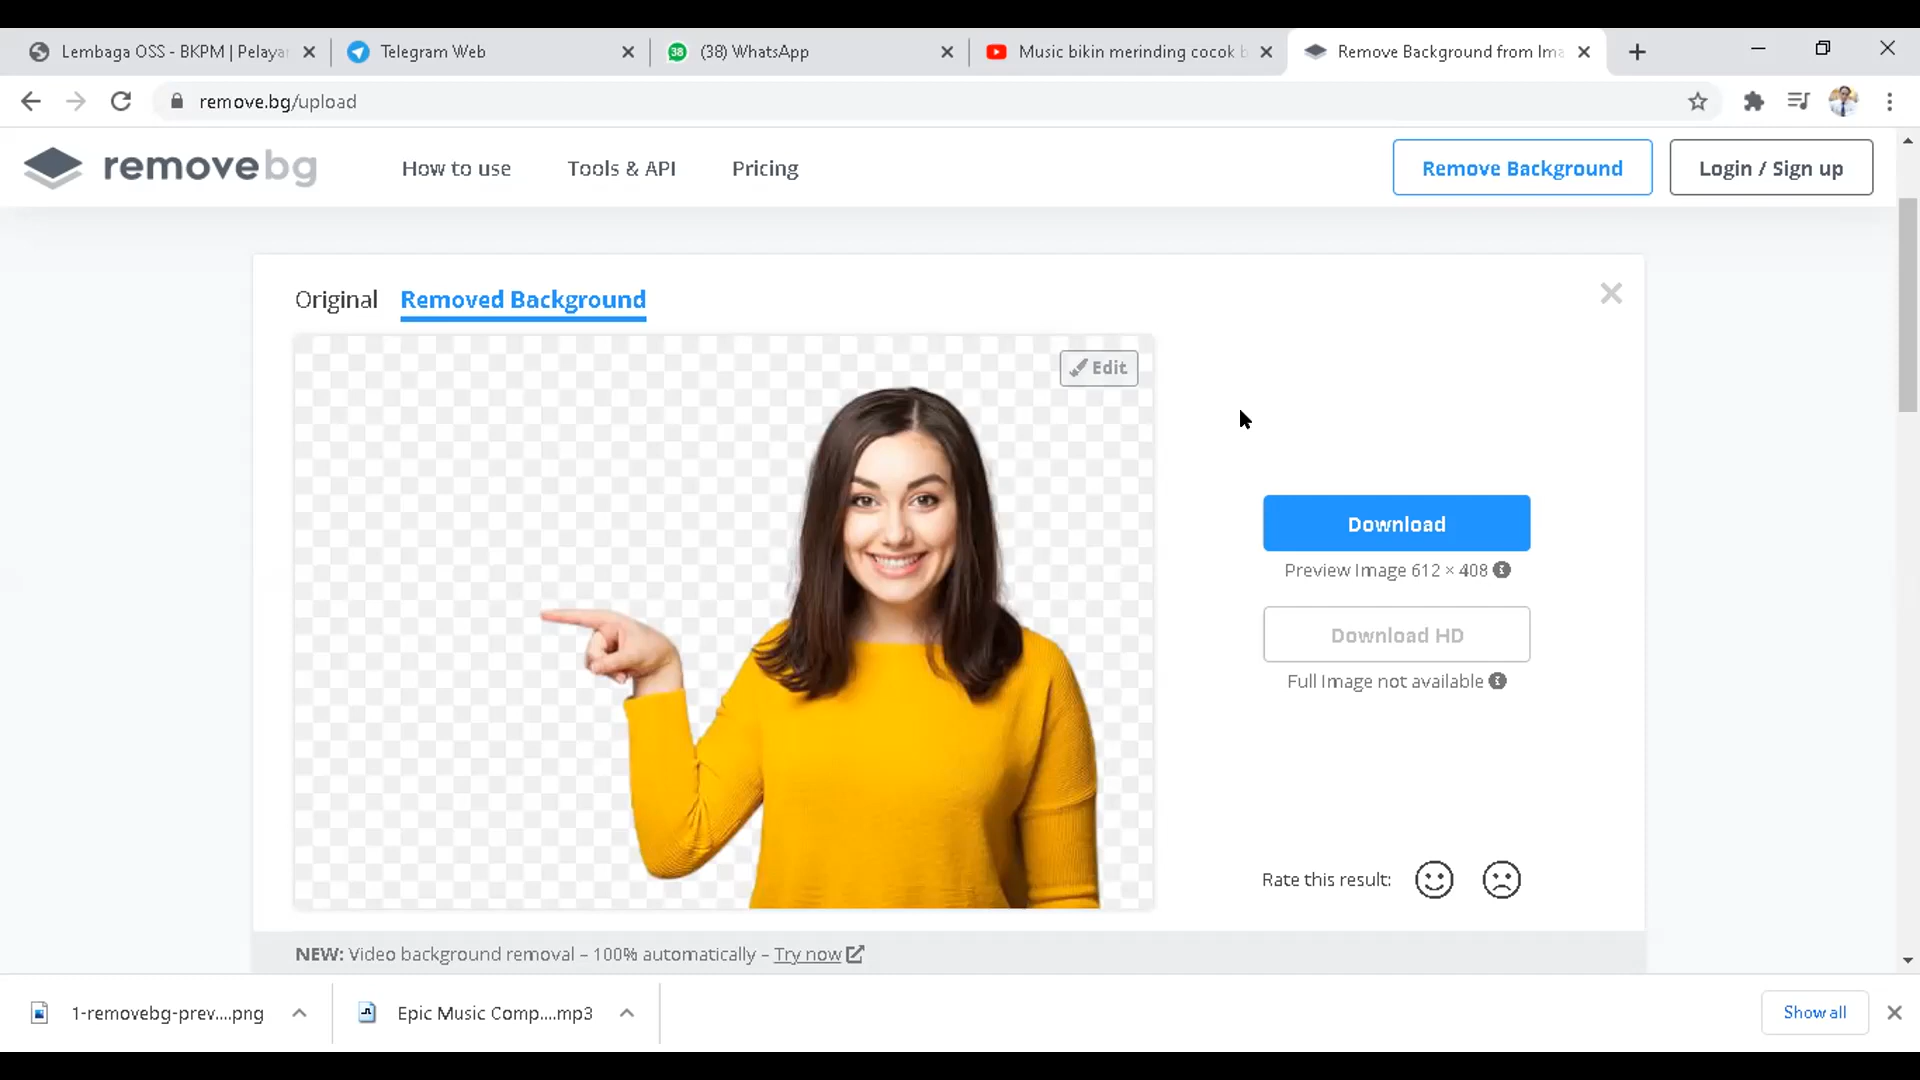 Lembaga OSS - BKPM | Pelaya
Telegram Web
38
(38) WhatsApp
Music bikin merinding cocok b
Remove Background from Ima
remove.bg/upload
removebg
How to use
Tools & API
Pricing
Remove Background
Login / Sign up
Original
Removed Background
Edit
Download
Preview Image 612 × 408
Download HD
Full Image not available
Rate this result:
NEW: Video background removal – 100% automatically – Try now
1-removebg-prev....png
Epic Music Comp....mp3
Show all